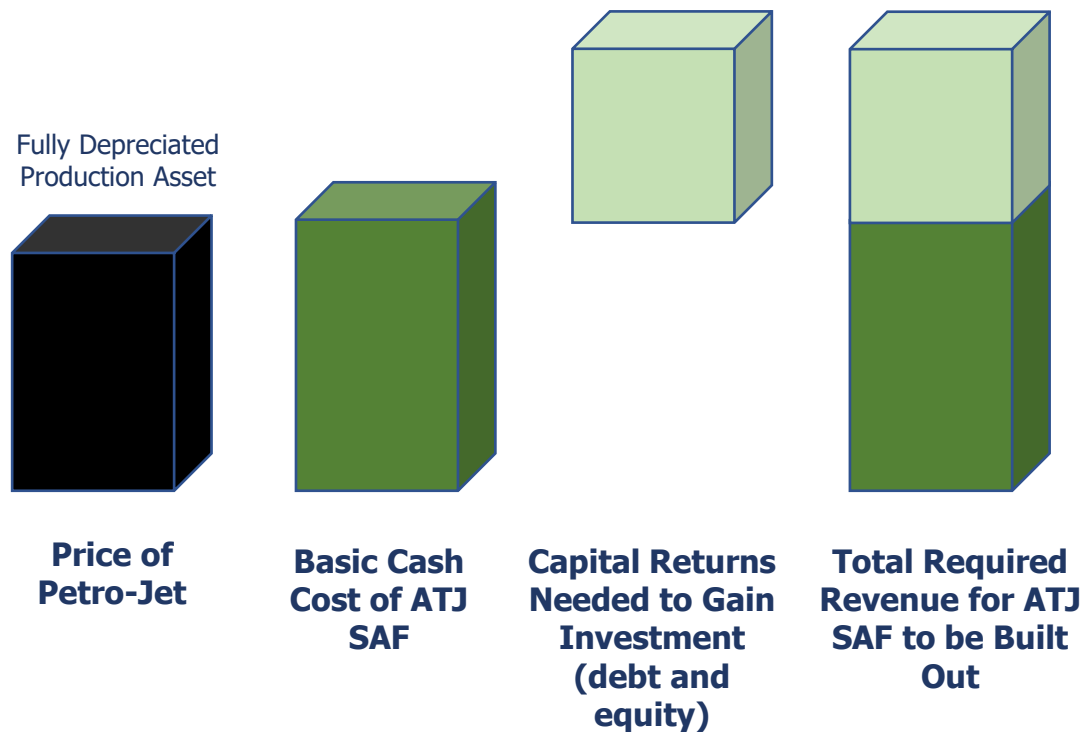 Fully Depreciated
Production Asset
Price of
Petro-Jet
Basic Cash
Cost of ATJ
SAF
Capital Returns
Needed to Gain
Investment
(debt and
equity)
Total Required
Revenue for ATJ
SAF to be Built
Out